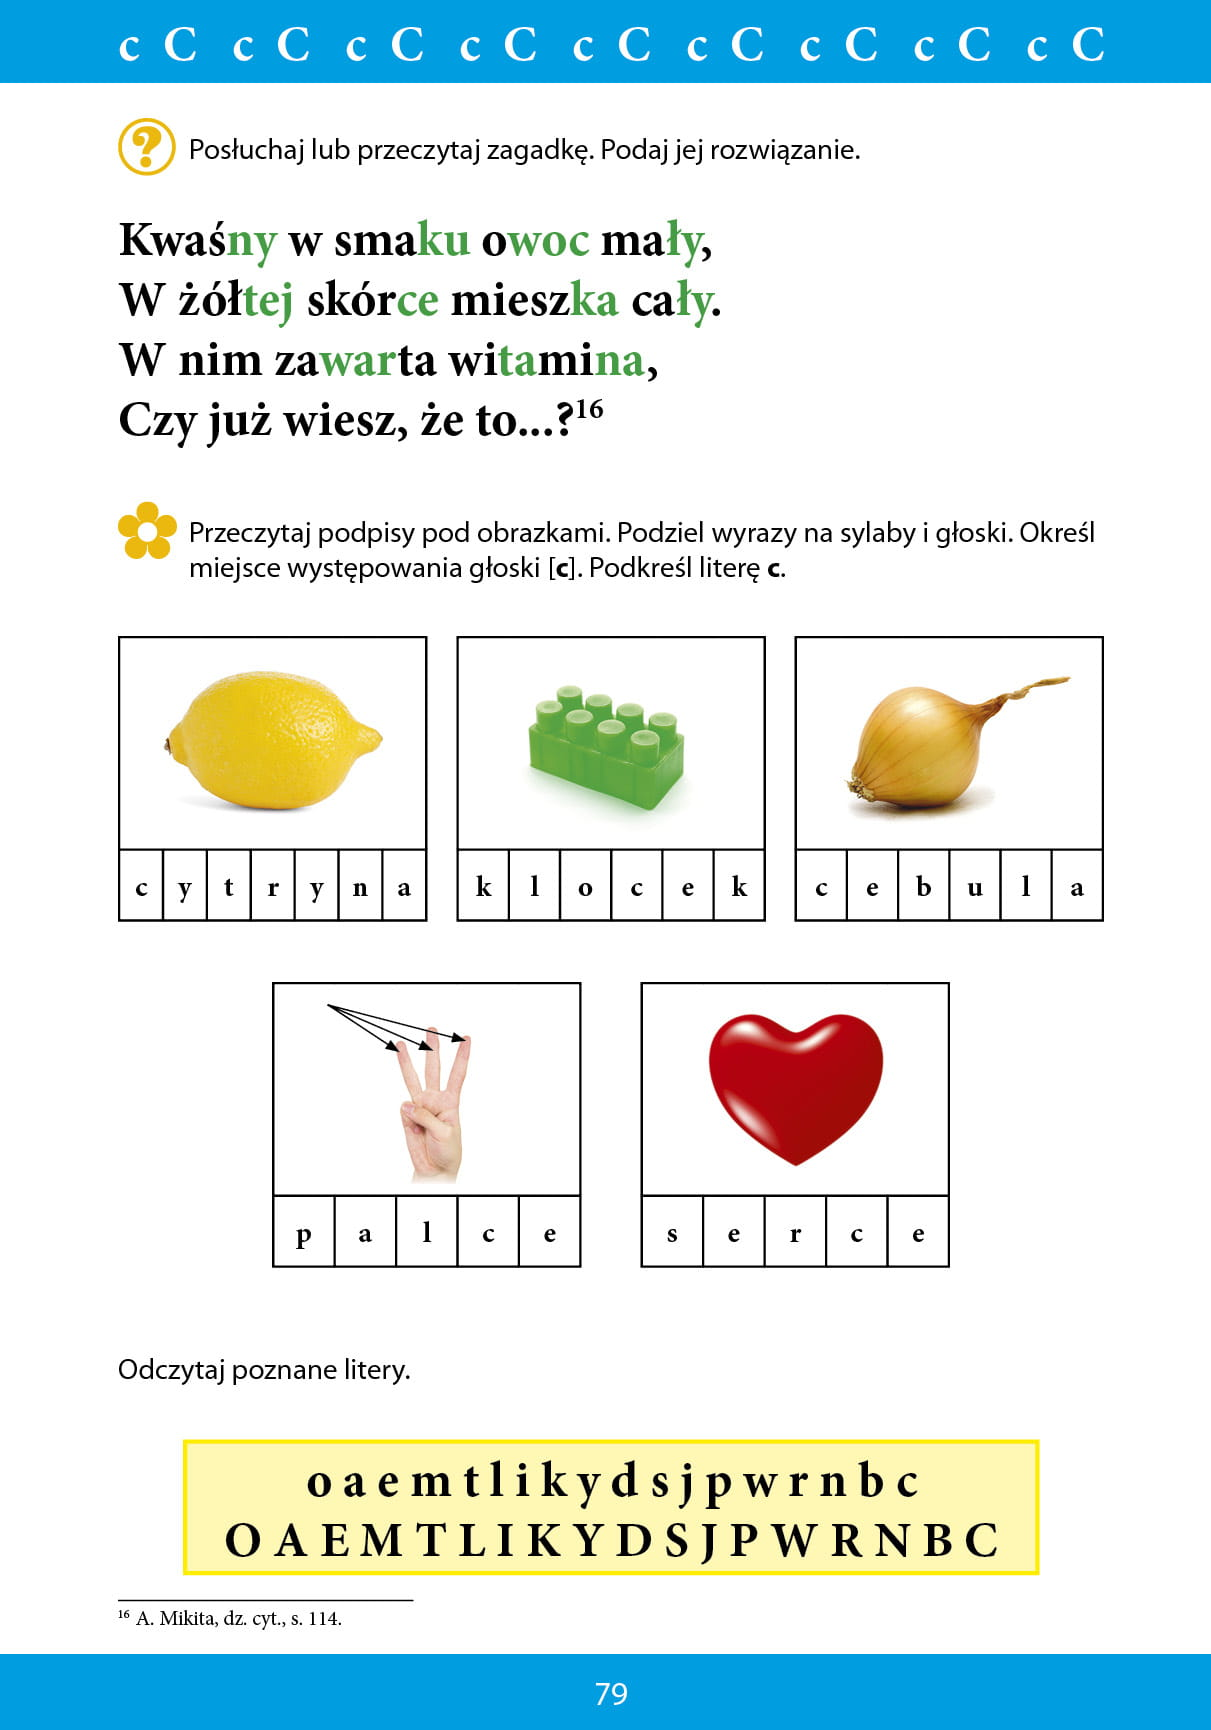 c C c C c C c C c C c C c C c C c C
Posłuchaj lub przeczytaj zagadkę. Podaj jej rozwiązanie.
Kwaśny w smaku owoc mały,
W żółtej skórce mieszka cały.
W nim zawarta witamina,
Czy już wiesz, że to...?¹⁶
Przeczytaj podpisy pod obrazkami. Podziel wyrazy na sylaby i głoski. Określ
miejsce występowania głoski [c]. Podkreśl literę c.
c y t r y n a
k l o c e k
c e b u l a
p a l c e
s e r c e
Odczytaj poznane litery.
o a e m t l i k y d s j p w r n b c
O A E M T L I K Y D S J P W R N B C
¹⁶ A. Mikita, dz. cyt., s. 114.
79